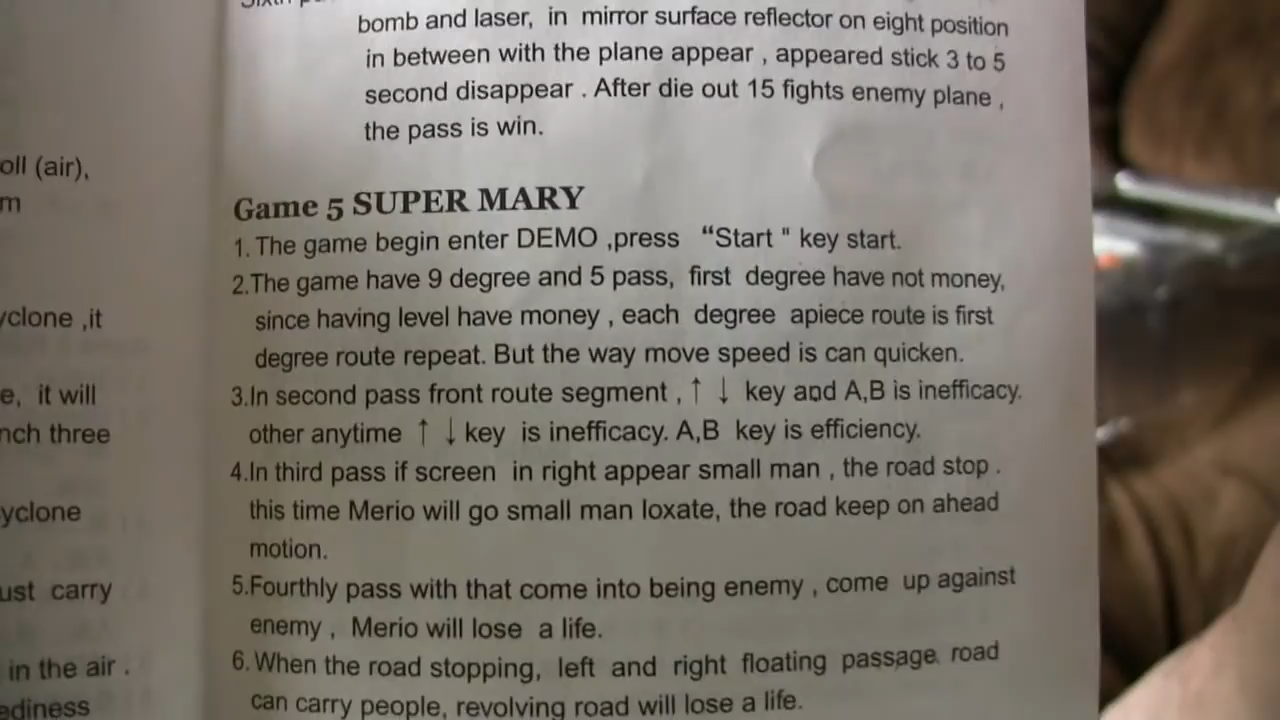 oll (air),
m
yclone ,it
e, it will
nch three
yclone
ust carry
in the air .
ediness
bomb and laser, in mirror surface reflector on eight position
in between with the plane appear , appeared stick 3 to 5
second disappear . After die out 15 fights enemy plane ,
the pass is win.
Game 5 SUPER MARY
1. The game begin enter DEMO ,press “Start " key start.
2.The game have 9 degree and 5 pass, first degree have not money,
since having level have money , each degree apiece route is first
degree route repeat. But the way move speed is can quicken.
3.In second pass front route segment , ↑ ↓ key and A,B is inefficacy.
other anytime ↑ ↓ key is inefficacy. A,B key is efficiency.
4.In third pass if screen in right appear small man , the road stop .
this time Merio will go small man loxate, the road keep on ahead
motion.
5.Fourthly pass with that come into being enemy , come up against
enemy , Merio will lose a life.
6. When the road stopping, left and right floating passage road
can carry people, revolving road will lose a life.